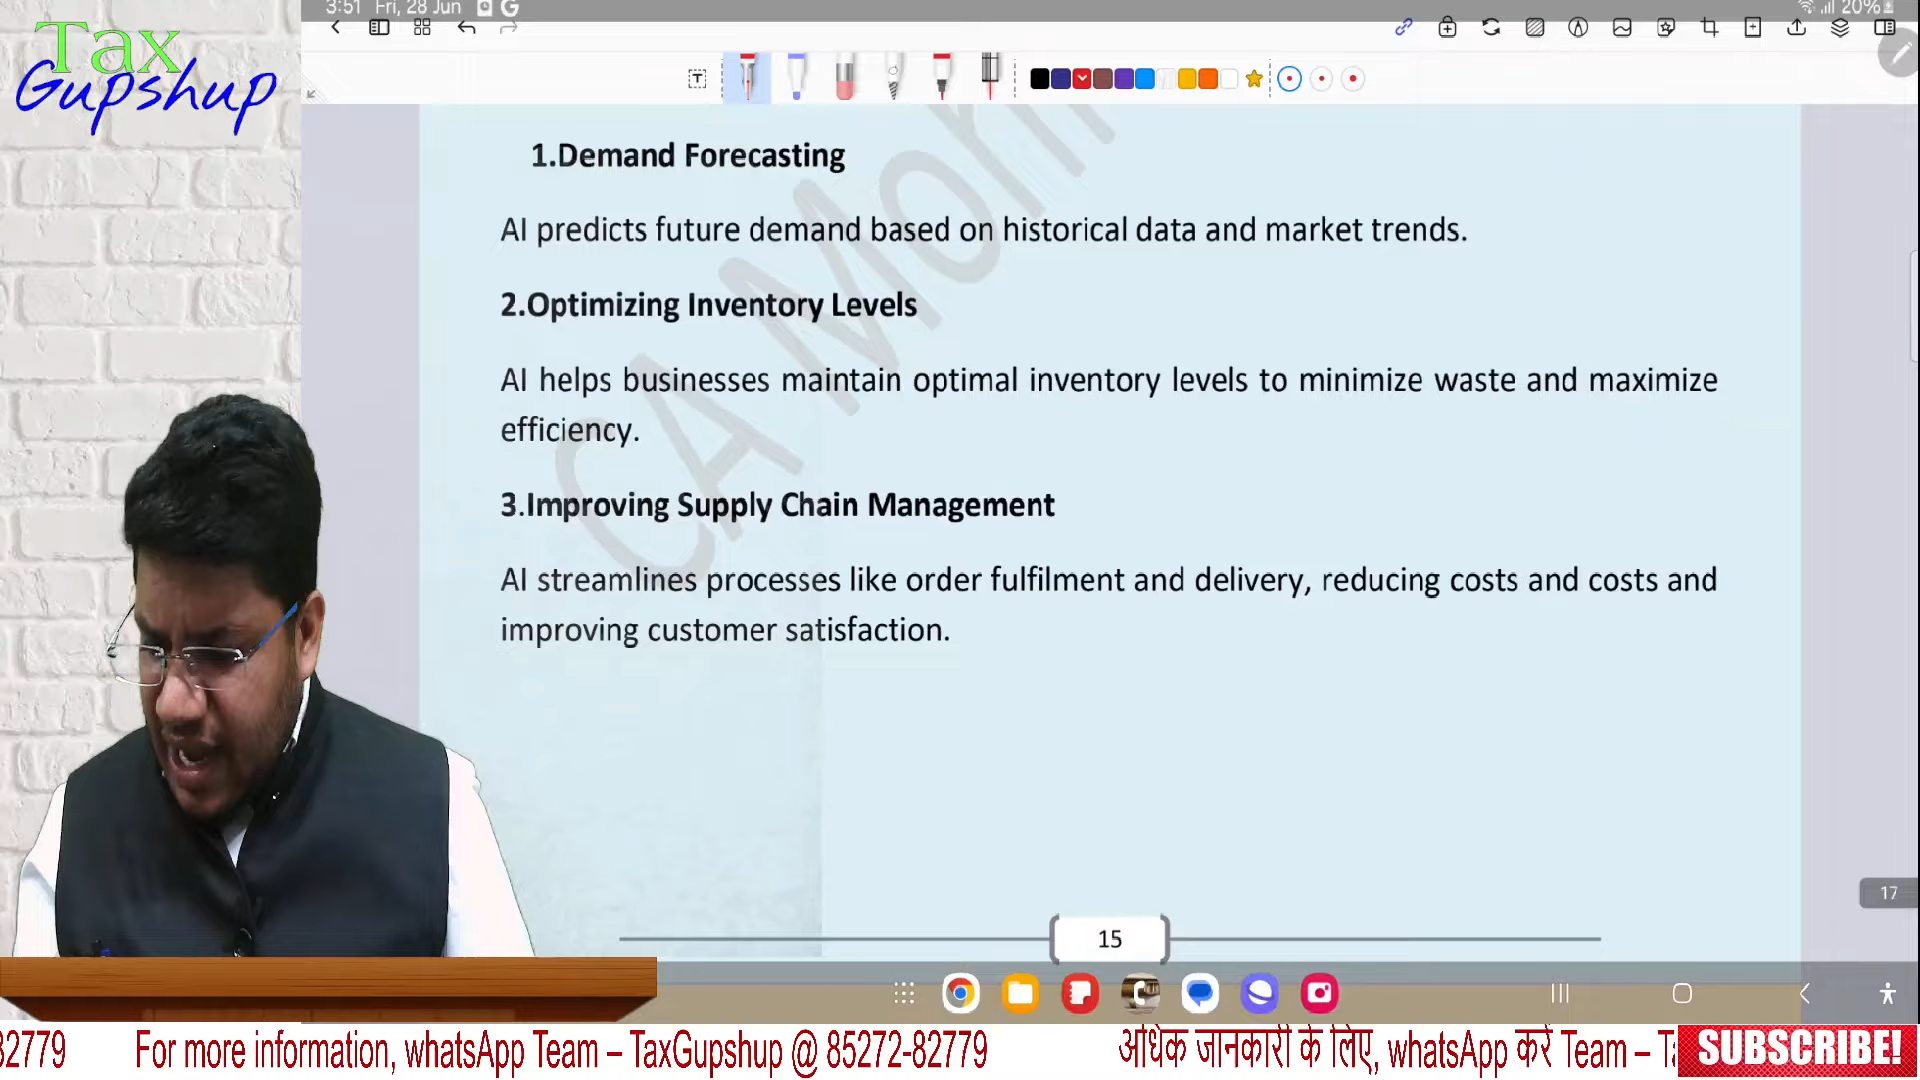 3:51 Fri, 28 Jun
20%
Tax
Gupshup
1.Demand Forecasting
AI predicts future demand based on historical data and market trends.
2.Optimizing Inventory Levels
AI helps businesses maintain optimal inventory levels to minimize waste and maximize
efficiency.
3.Improving Supply Chain Management
AI streamlines processes like order fulfilment and delivery, reducing costs and costs and
improving customer satisfaction.
CA
17
15
82779 For more information, whatsApp Team – TaxGupshup @ 85272-82779 अधिक जानकारी के लिए, whatsApp करें Team –
SUBSCRIBE!